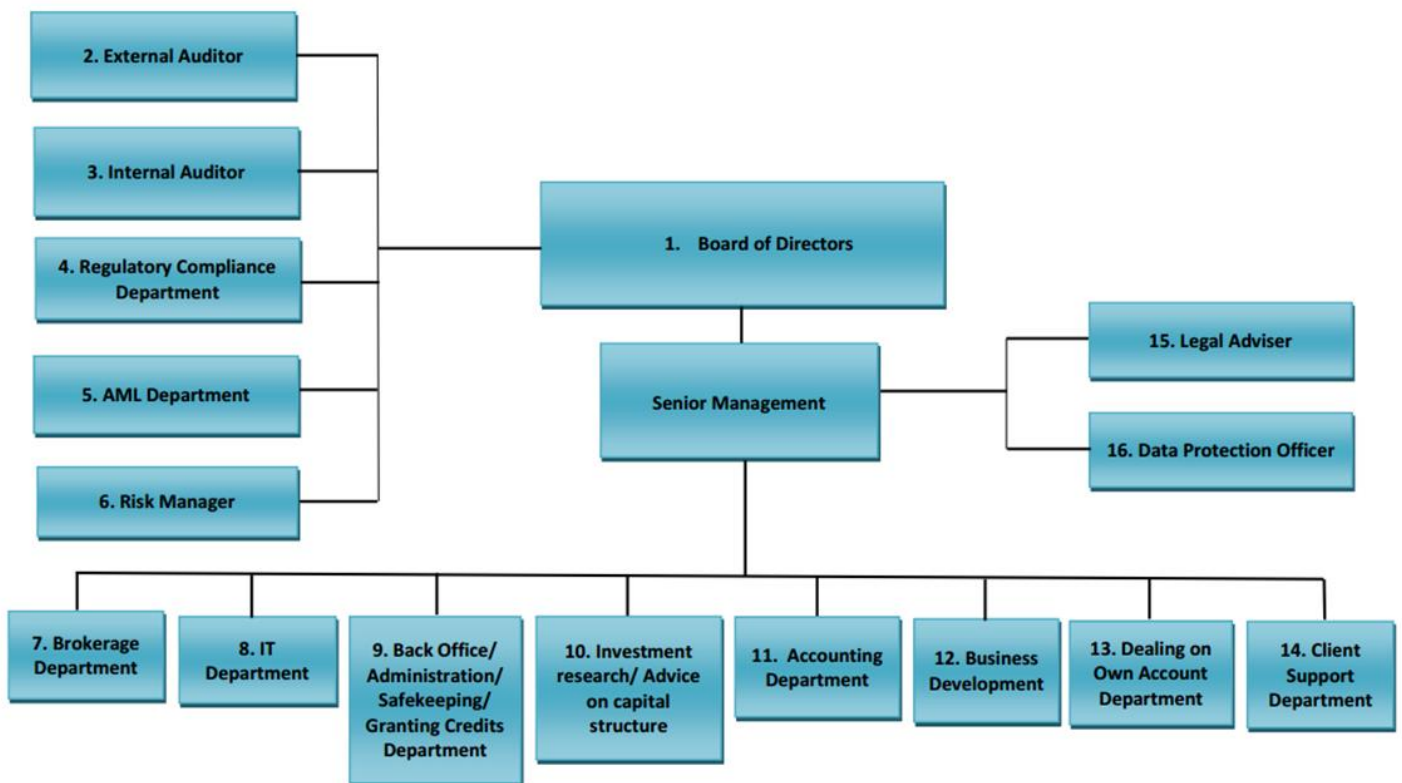 2. External Auditor
3. Internal Auditor
4. Regulatory Compliance
Department
5. AML Department
6. Risk Manager
1. Board of Directors
Senior Management
15. Legal Adviser
16. Data Protection Officer
7. Brokerage
Department
8. IT
Department
9. Back Office/
Administration/
Safekeeping/
Granting Credits
Department
10. Investment
research/ Advice
on capital
structure
11. Accounting
Department
12. Business
Development
13. Dealing on
Own Account
Department
14. Client
Support
Department